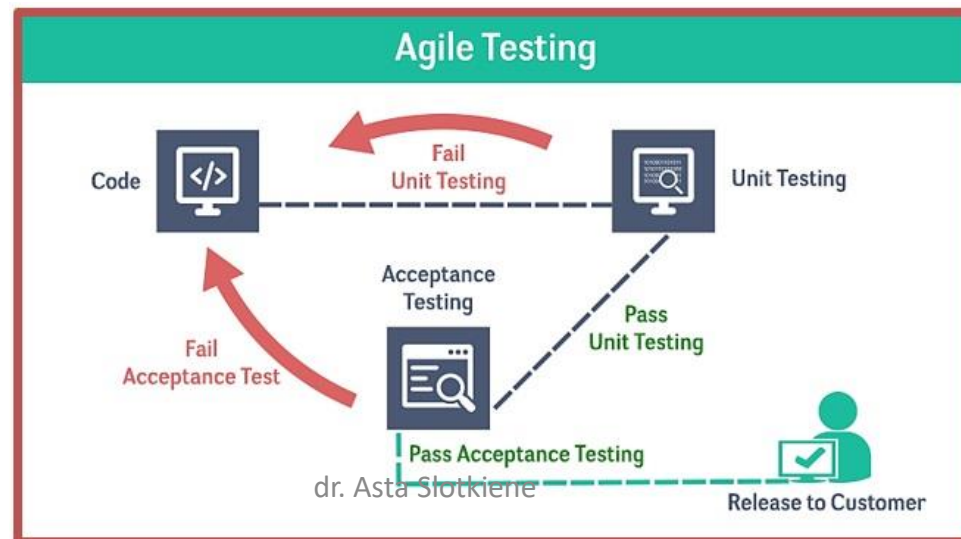 Agile Testing
Fail
Unit Testing
Code
</>
Unit Testing
Acceptance
Testing
Pass
Unit Testing
Fail
Acceptance Test
Pass Acceptance Testing
dr. Asta Slotkiene
Release to Customer